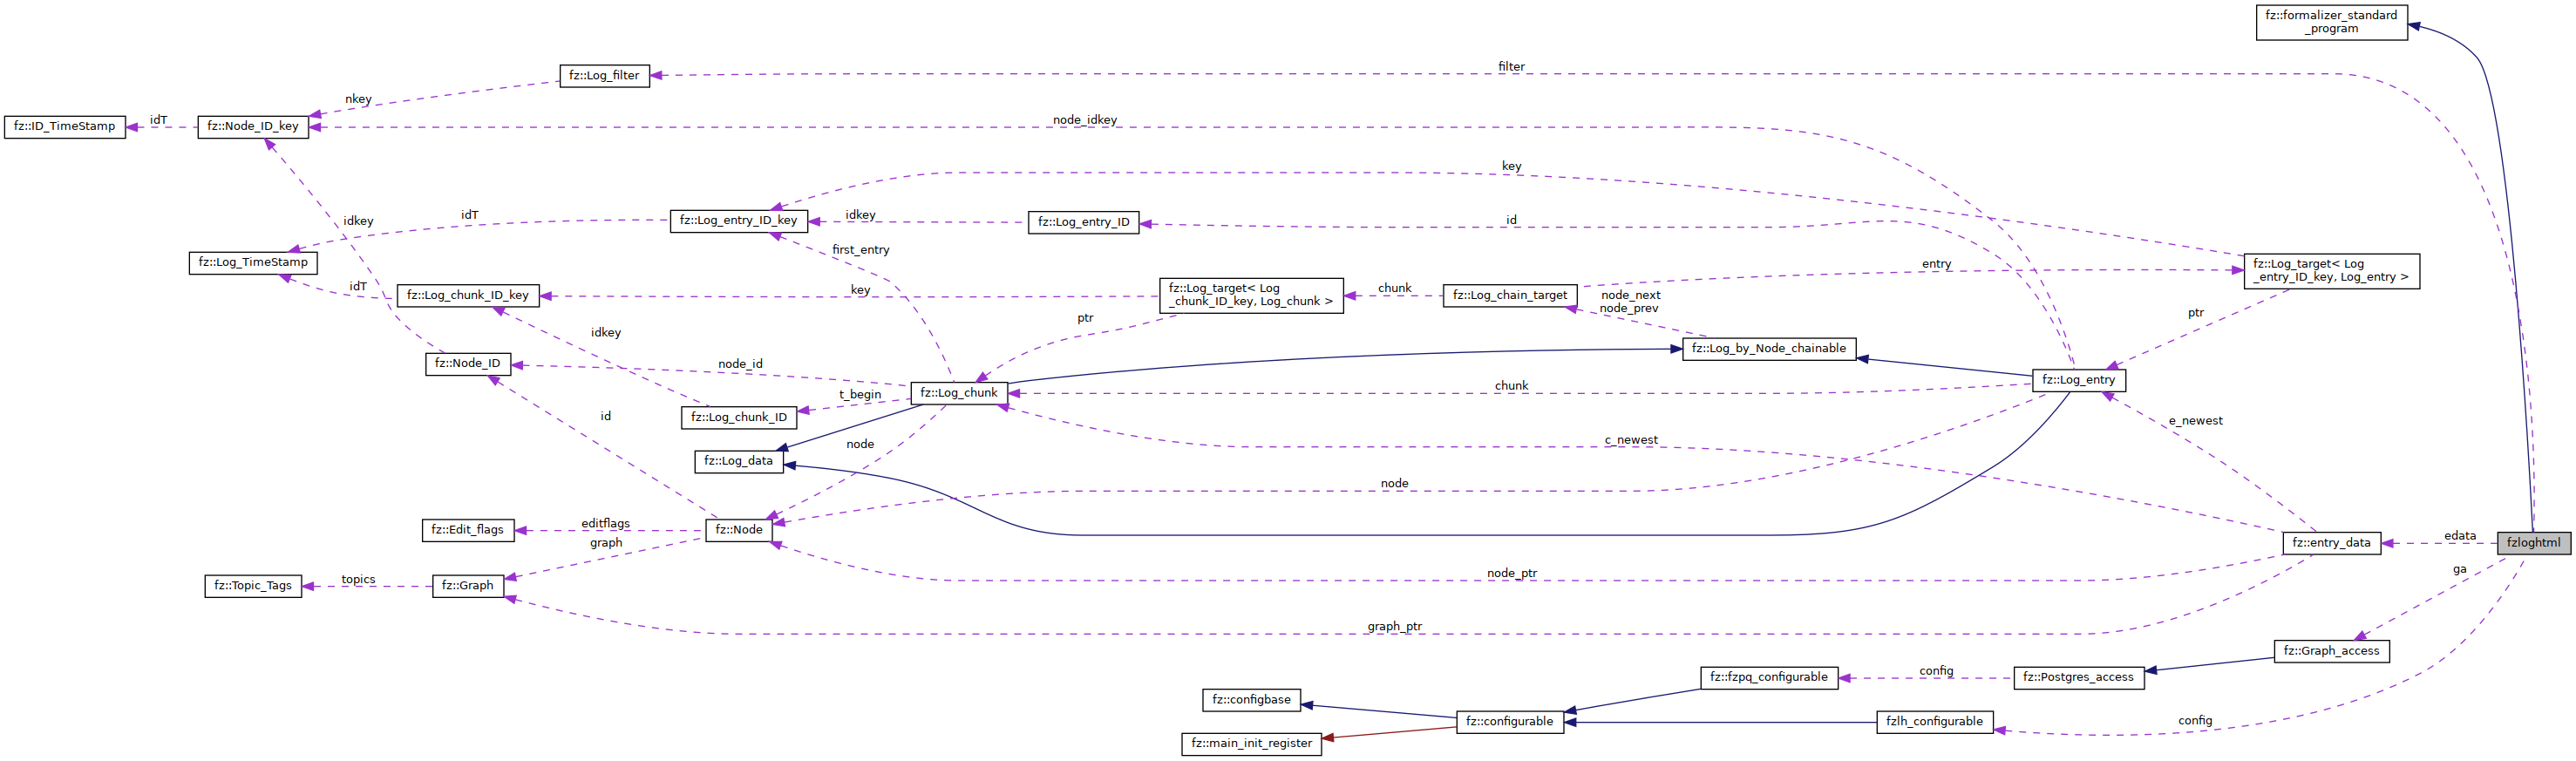 fz::formalizer_standard
_program
filter
fz::Log_filter
nkey
node_idkey
idT
fz::ID_TimeStamp
fz::Node_ID_key
key
idkey
idT
fz::Log_entry_ID_key
idkey
fz::Log_entry_ID
id
first_entry
fz::Log_TimeStamp
entry
fz::Log_target< Log
_entry_ID_key, Log_entry >
idT
fz::Log_chunk_ID_key
key
fz::Log_target< Log
_chunk_ID_key, Log_chunk >
chunk
fz::Log_chain_target
node_next
node_prev
ptr
ptr
idkey
fz::Log_by_Node_chainable
fz::Node_ID
node_id
fz::Log_entry
chunk
fz::Log_chunk
t_begin
fz::Log_chunk_ID
id
e_newest
node
c_newest
fz::Log_data
node
editflags
fz::Edit_flags
fz::Node
graph
fz::entry_data
edata
fzloghtml
node_ptr
ga
topics
fz::Topic_Tags
fz::Graph
graph_ptr
fz::Graph_access
config
fz::fzpq_configurable
fz::Postgres_access
fz::configbase
fz::configurable
fzlh_configurable
config
fz::main_init_register